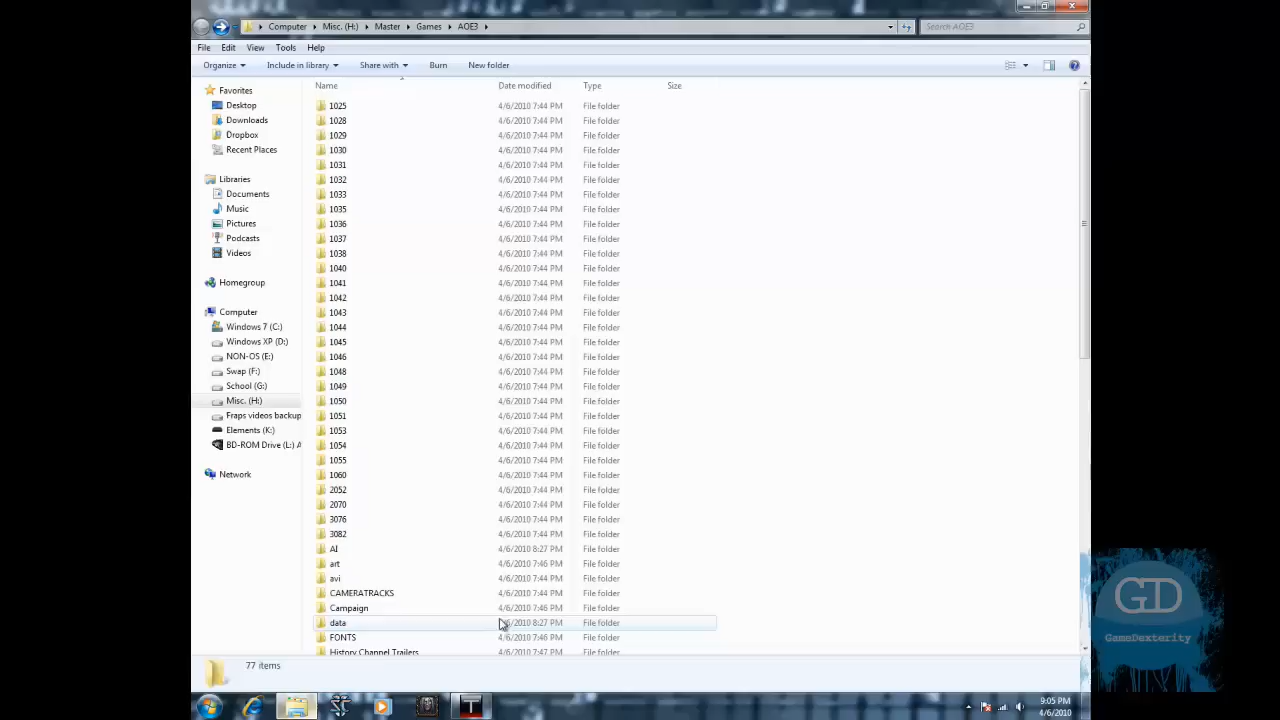 Computer Misc. (H:) Master Games AOE3 Search AOE3
File Edit View Tools Help
Organize Include in library Share with Burn New folder
Name Date modified Type Size
Favorites
Desktop
Downloads
Dropbox
Recent Places
Libraries
Documents
Music
Pictures
Podcasts
Videos
Homegroup
Computer
Windows 7 (C:)
Windows XP (D:)
NON-OS (E:)
Swap (F:)
School (G:)
Misc. (H:)
Fraps videos backup
Elements (K:)
BD-ROM Drive (L:) A
Network
1025 4/6/2010 7:44 PM File folder
1028 4/6/2010 7:44 PM File folder
1029 4/6/2010 7:44 PM File folder
1030 4/6/2010 7:44 PM File folder
1031 4/6/2010 7:44 PM File folder
1032 4/6/2010 7:44 PM File folder
1033 4/6/2010 7:44 PM File folder
1035 4/6/2010 7:44 PM File folder
1036 4/6/2010 7:44 PM File folder
1037 4/6/2010 7:44 PM File folder
1038 4/6/2010 7:44 PM File folder
1040 4/6/2010 7:44 PM File folder
1041 4/6/2010 7:44 PM File folder
1042 4/6/2010 7:44 PM File folder
1043 4/6/2010 7:44 PM File folder
1044 4/6/2010 7:44 PM File folder
1045 4/6/2010 7:44 PM File folder
1046 4/6/2010 7:44 PM File folder
1048 4/6/2010 7:44 PM File folder
1049 4/6/2010 7:44 PM File folder
1050 4/6/2010 7:44 PM File folder
1051 4/6/2010 7:44 PM File folder
1053 4/6/2010 7:44 PM File folder
1054 4/6/2010 7:44 PM File folder
1055 4/6/2010 7:44 PM File folder
1060 4/6/2010 7:44 PM File folder
2052 4/6/2010 7:44 PM File folder
2070 4/6/2010 7:44 PM File folder
3076 4/6/2010 7:44 PM File folder
3082 4/6/2010 7:44 PM File folder
AI 4/6/2010 8:27 PM File folder
art 4/6/2010 7:46 PM File folder
avi 4/6/2010 7:44 PM File folder
CAMERATRACKS 4/6/2010 7:44 PM File folder
Campaign 4/6/2010 7:46 PM File folder
data /6/2010 8:27 PM File folder
FONTS 4/6/2010 7:46 PM File folder
History Channel Trailers 4/6/2010 7:47 PM File folder
77 items
9:05 PM
4/6/2010
GD
GameDexterity